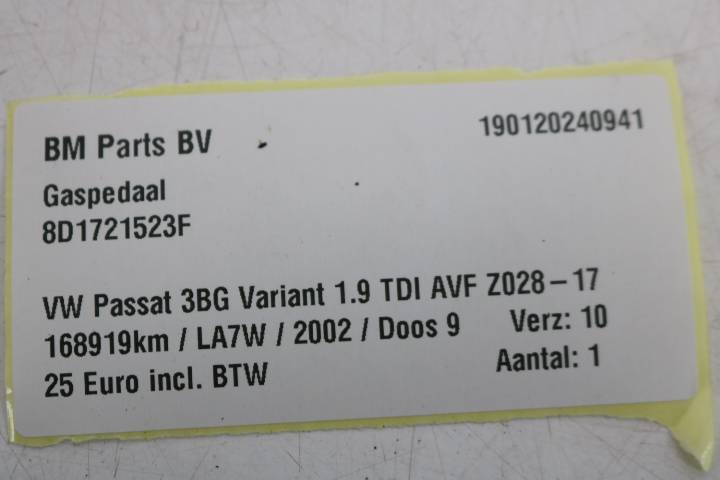 BM Parts BV 190120240941
Gaspedaal
8D1721523F
VW Passat 3BG Variant 1.9 TDI AVF Z028-17
168919km / LA7W / 2002 / Doos 9 Verz: 10
25 Euro incl. BTW Aantal: 1